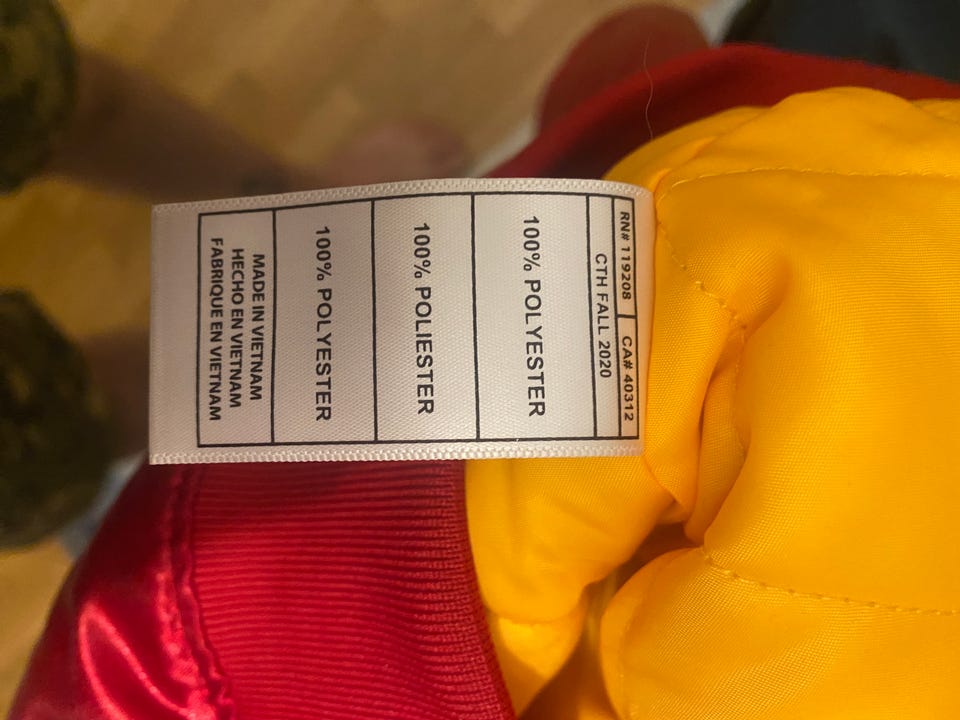 RN# 119208 | CA# 40312
CTH FALL 2020
100% POLYESTER
100% POLIESTER
100% POLYESTER
MADE IN VIETNAM
HECHO EN VIETNAM
FABRIQUE EN VIETNAM